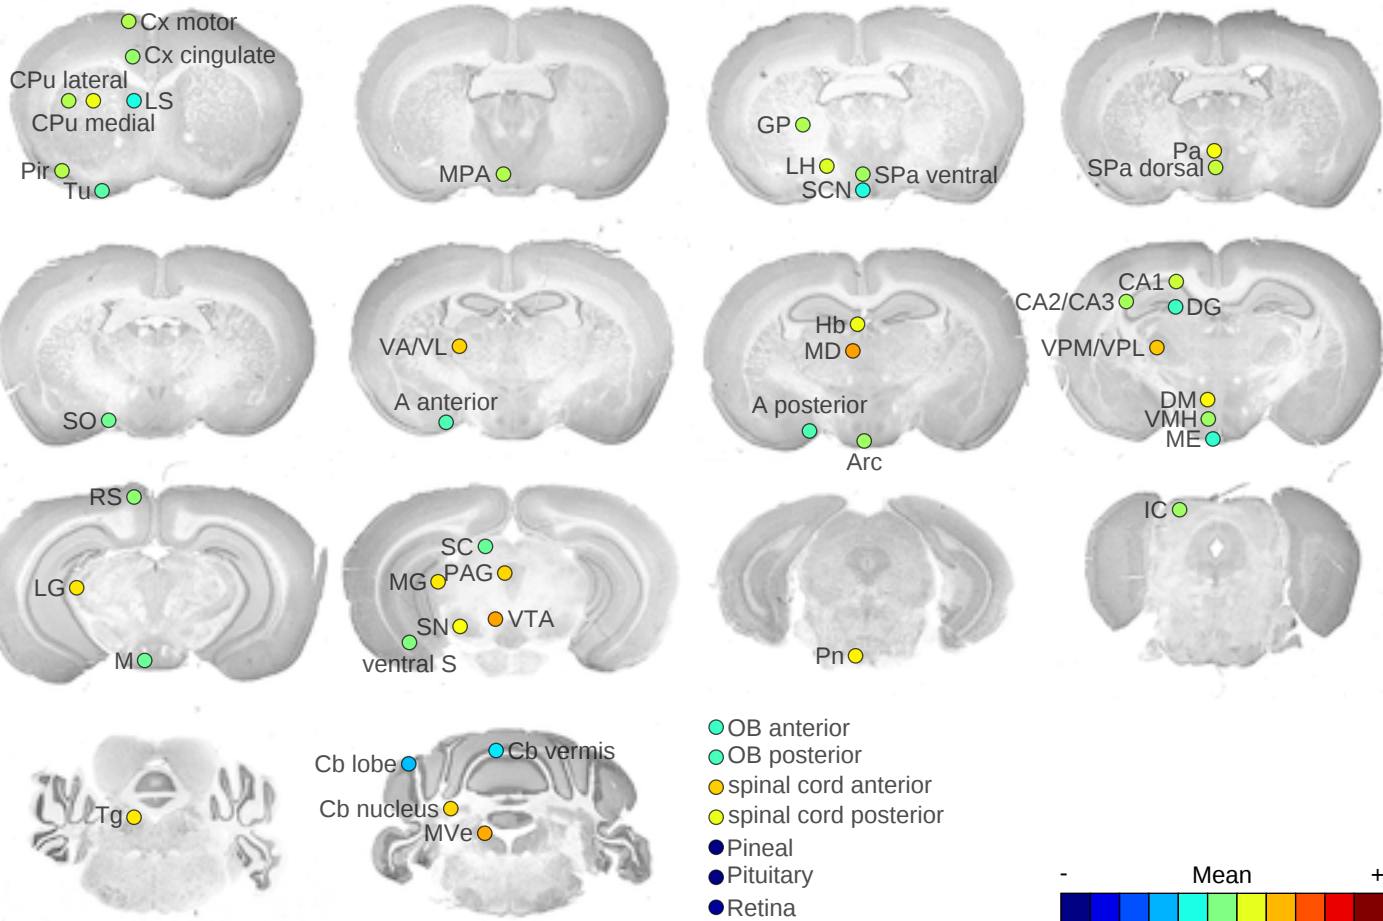 Cx motor
Cx cingulate
CPu lateral
LS
CPu medial
Pir
Tu
MPA
GP
LH
SPa ventral
SCN
Pa
SPa dorsal
SO
VA/VL
A anterior
Hb
MD
A posterior
Arc
CA1
CA2/CA3
DG
VPM/VPL
DM
VMH
ME
RS
LG
M
SC
MG
PAG
SN
VTA
ventral S
Pn
IC
Tg
Cb lobe
Cb vermis
Cb nucleus
MVe
OB anterior
OB posterior
spinal cord anterior
spinal cord posterior
Pineal
Pituitary
Retina
- Mean +